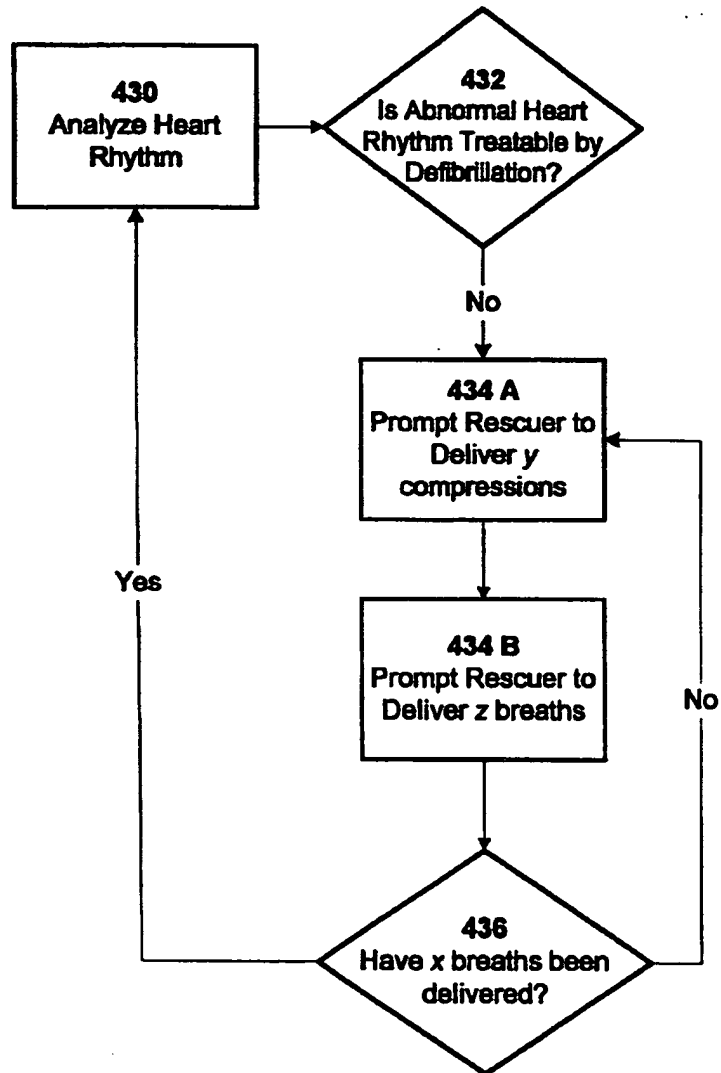 430
Analyze Heart
Rhythm
432
Is Abnormal Heart
Rhythm Treatable by
Defibrillation?
No
434 A
Prompt Rescuer to
Deliver y
compressions
Yes
434 B
Prompt Rescuer to
Deliver z breaths
No
436
Have x breaths been
delivered?